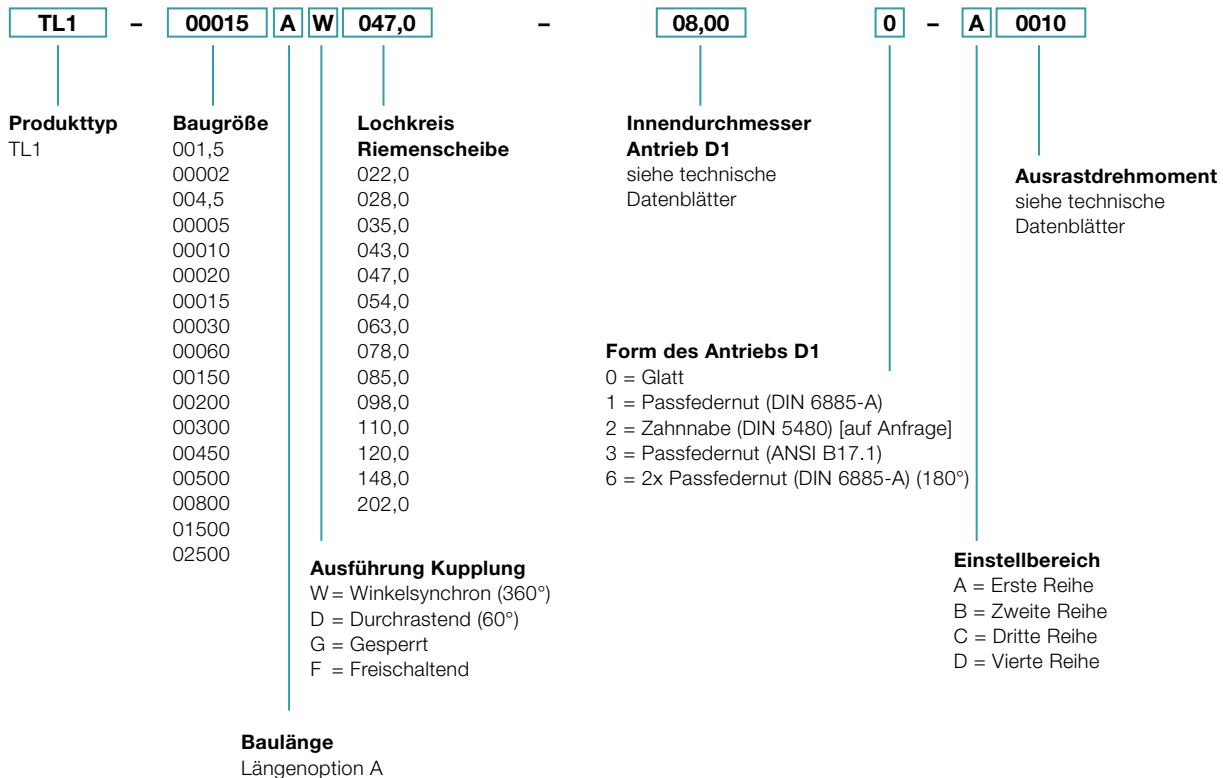 TL1 – 00015 A W 047,0 – 08,00 0 – A 0010
Produkttyp
TL1
Baugröße
001,5
00002
004,5
00005
00010
00020
00015
00030
00060
00150
00200
00300
00450
00500
00800
01500
02500
Lochkreis
Riemenscheibe
022,0
028,0
035,0
043,0
047,0
054,0
063,0
078,0
085,0
098,0
110,0
120,0
148,0
202,0
Innendurchmesser
Antrieb D1
siehe technische
Datenblätter
Ausrastdrehmoment
siehe technische
Datenblätter
Form des Antriebs D1
0 = Glatt
1 = Passfedernut (DIN 6885-A)
2 = Zahnnabe (DIN 5480) [auf Anfrage]
3 = Passfedernut (ANSI B17.1)
6 = 2x Passfedernut (DIN 6885-A) (180°)
Ausführung Kupplung
W = Winkelsynchron (360°)
D = Durchrastend (60°)
G = Gesperrt
F = Freischaltend
Einstellbereich
A = Erste Reihe
B = Zweite Reihe
C = Dritte Reihe
D = Vierte Reihe
Baulänge
Längenoption A